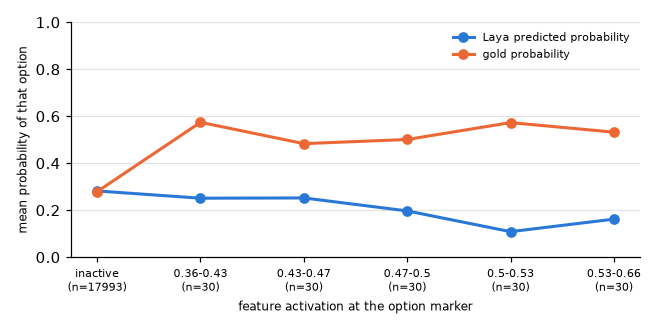 1.0
0.8
0.6
0.4
0.2
0.0
mean probability of that option
Laya predicted probability
gold probability
inactive
(n=17993)
0.36-0.43
(n=30)
0.43-0.47
(n=30)
0.47-0.5
(n=30)
0.5-0.53
(n=30)
0.53-0.66
(n=30)
feature activation at the option marker